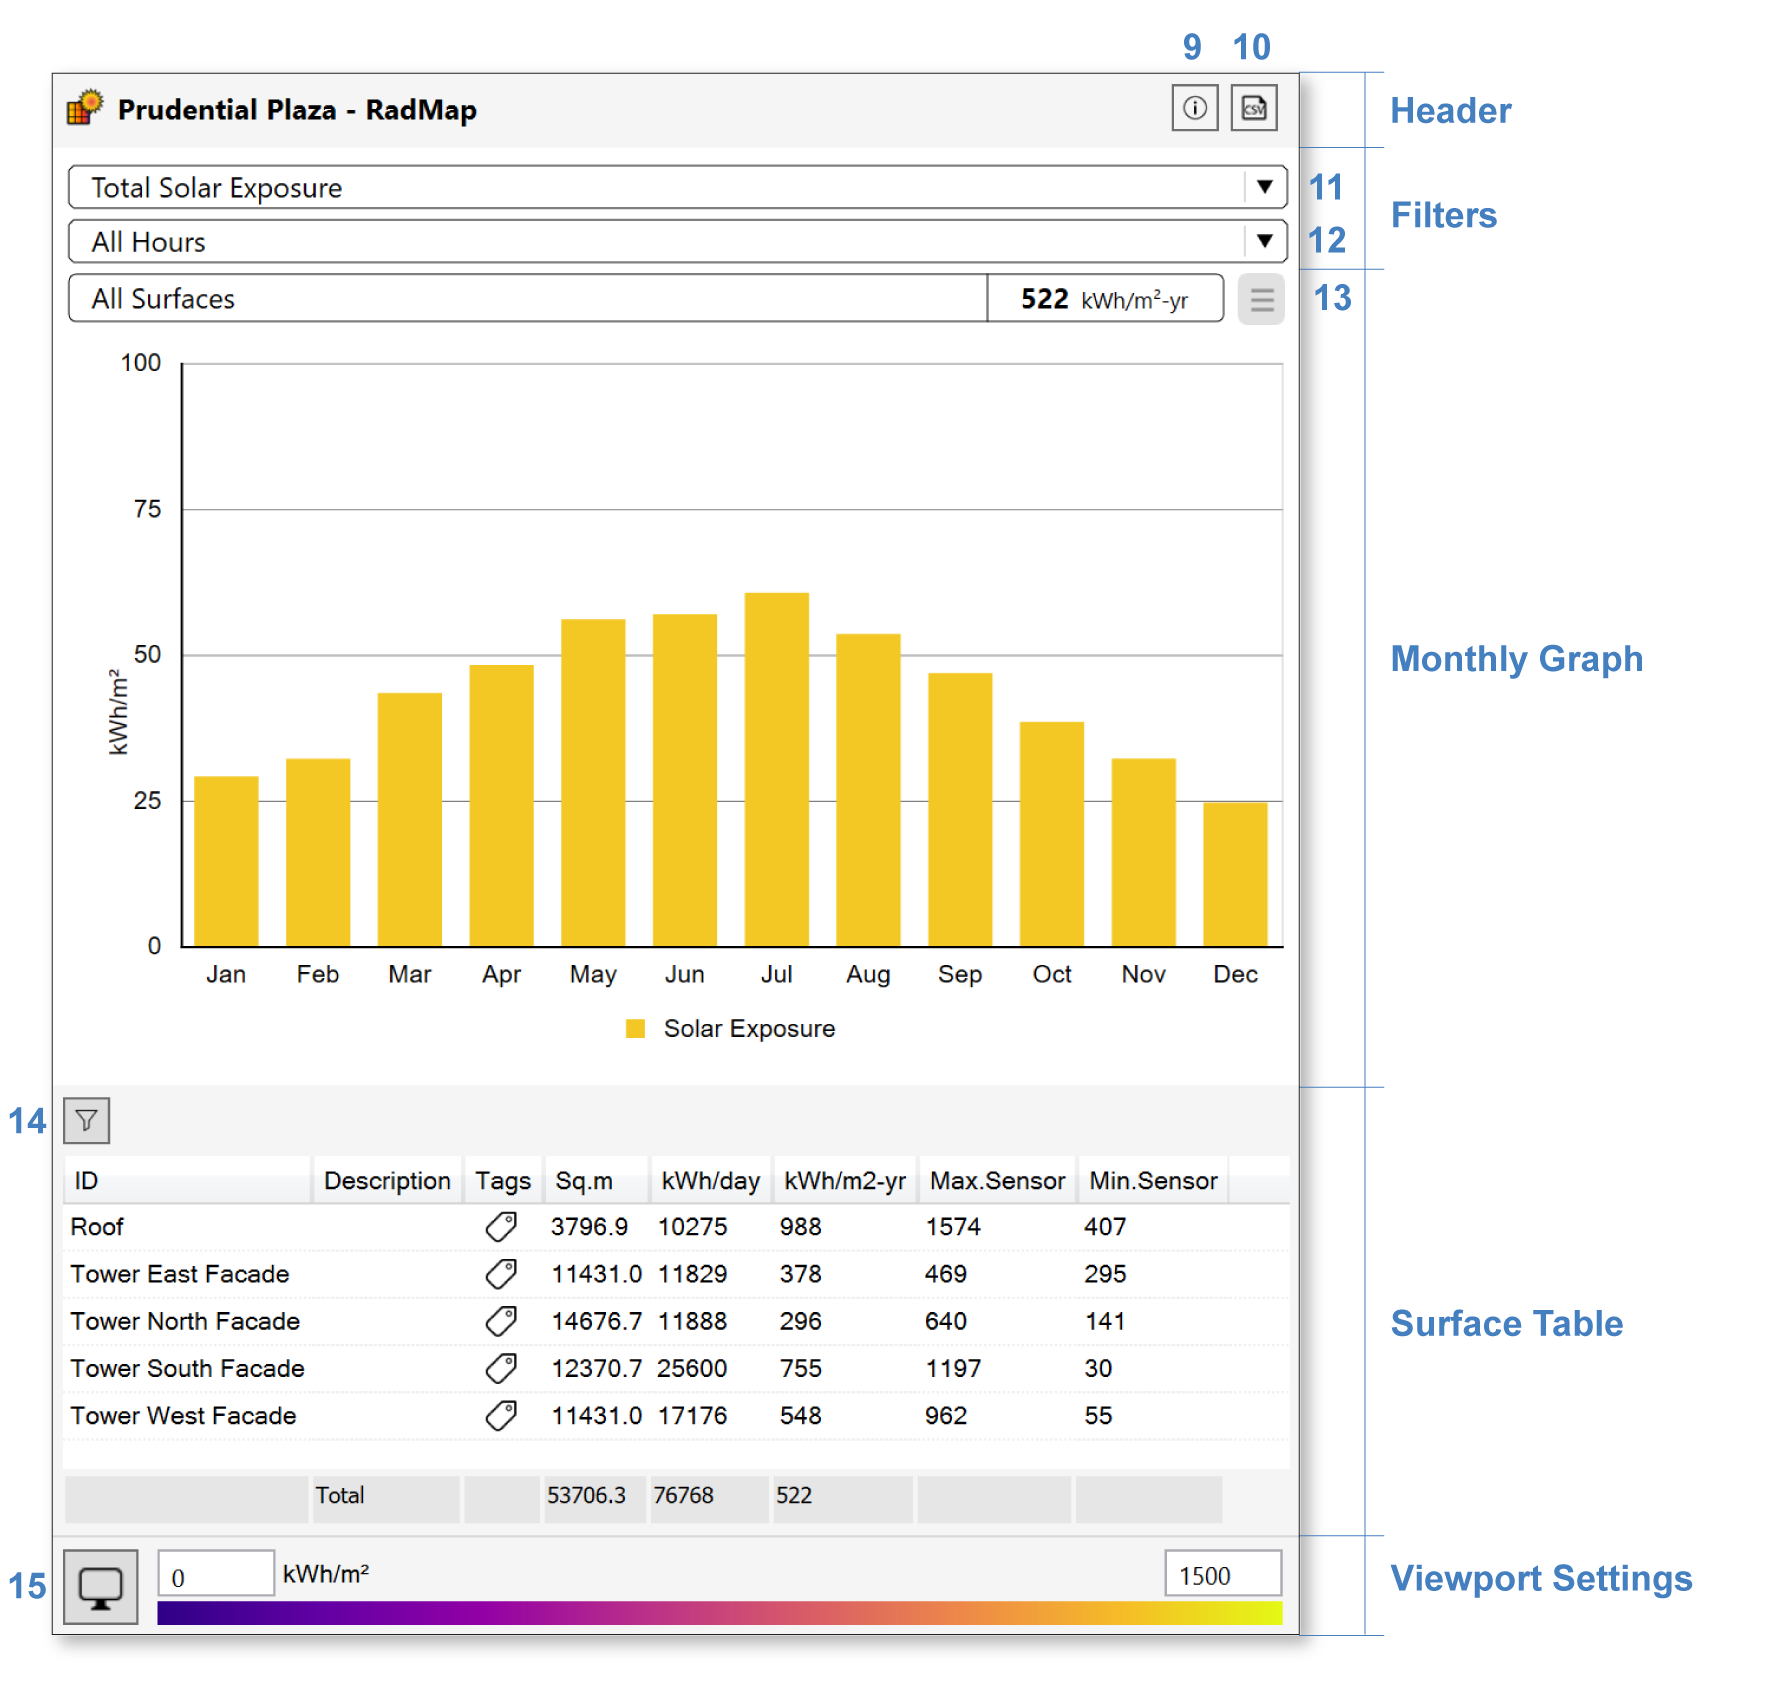 9 10
Prudential Plaza - RadMap
CSV
Header
Total Solar Exposure
11
Filters
All Hours
12
All Surfaces 522 kWh/m²-yr
13
100
75
50
25
0
kWh/m²
Monthly Graph
Jan Feb Mar Apr May Jun Jul Aug Sep Oct Nov Dec
Solar Exposure
14
ID Description Tags Sq.m kWh/day kWh/m2-yr Max.Sensor Min.Sensor
Roof 3796.9 10275 988 1574 407
Tower East Facade 11431.0 11829 378 469 295
Tower North Facade 14676.7 11888 296 640 141
Surface Table
Tower South Facade 12370.7 25600 755 1197 30
Tower West Facade 11431.0 17176 548 962 55
Total 53706.3 76768 522
15
0 kWh/m² 1500
Viewport Settings